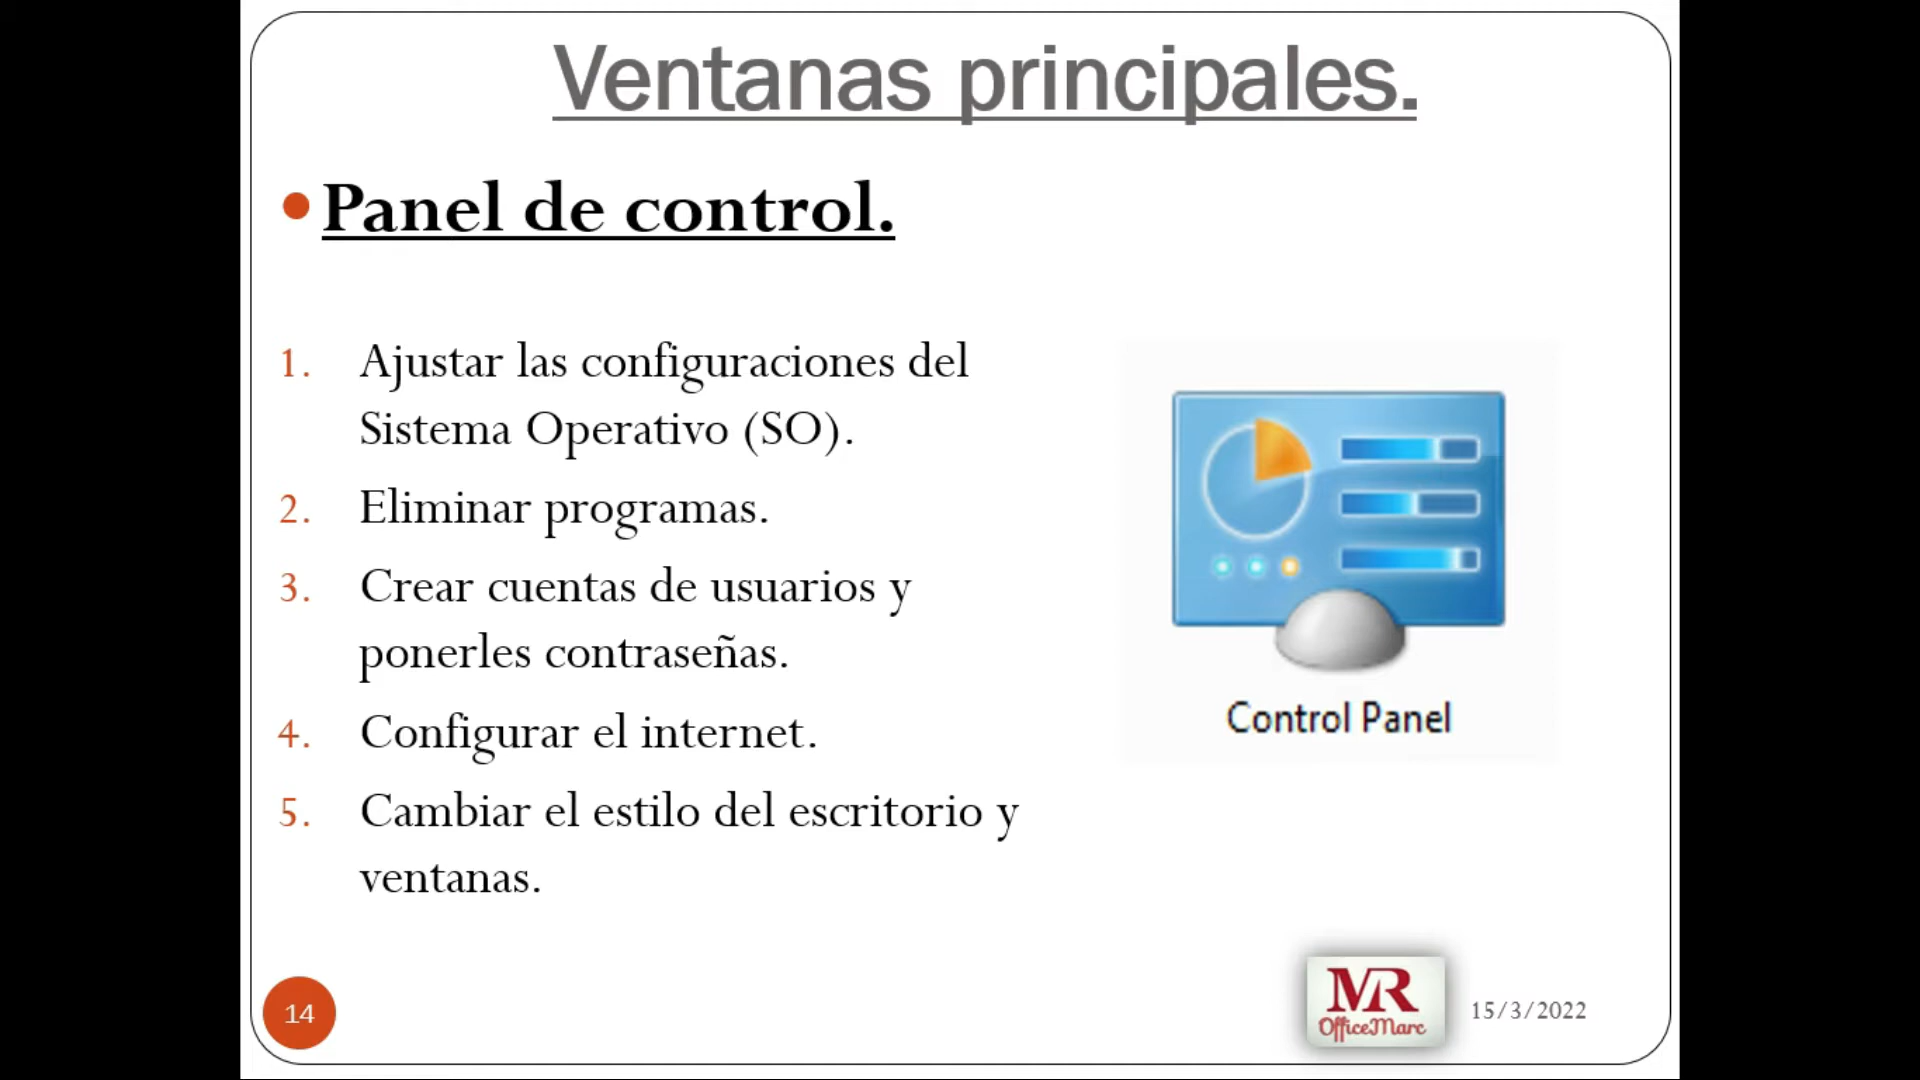 Ventanas principales.
Panel de control.
1. Ajustar las configuraciones del
Sistema Operativo (SO).
2. Eliminar programas.
3. Crear cuentas de usuarios y
ponerles contraseñas.
4. Configurar el internet.
5. Cambiar el estilo del escritorio y
ventanas.
Control Panel
14
MR
OfficeMarc
15/3/2022